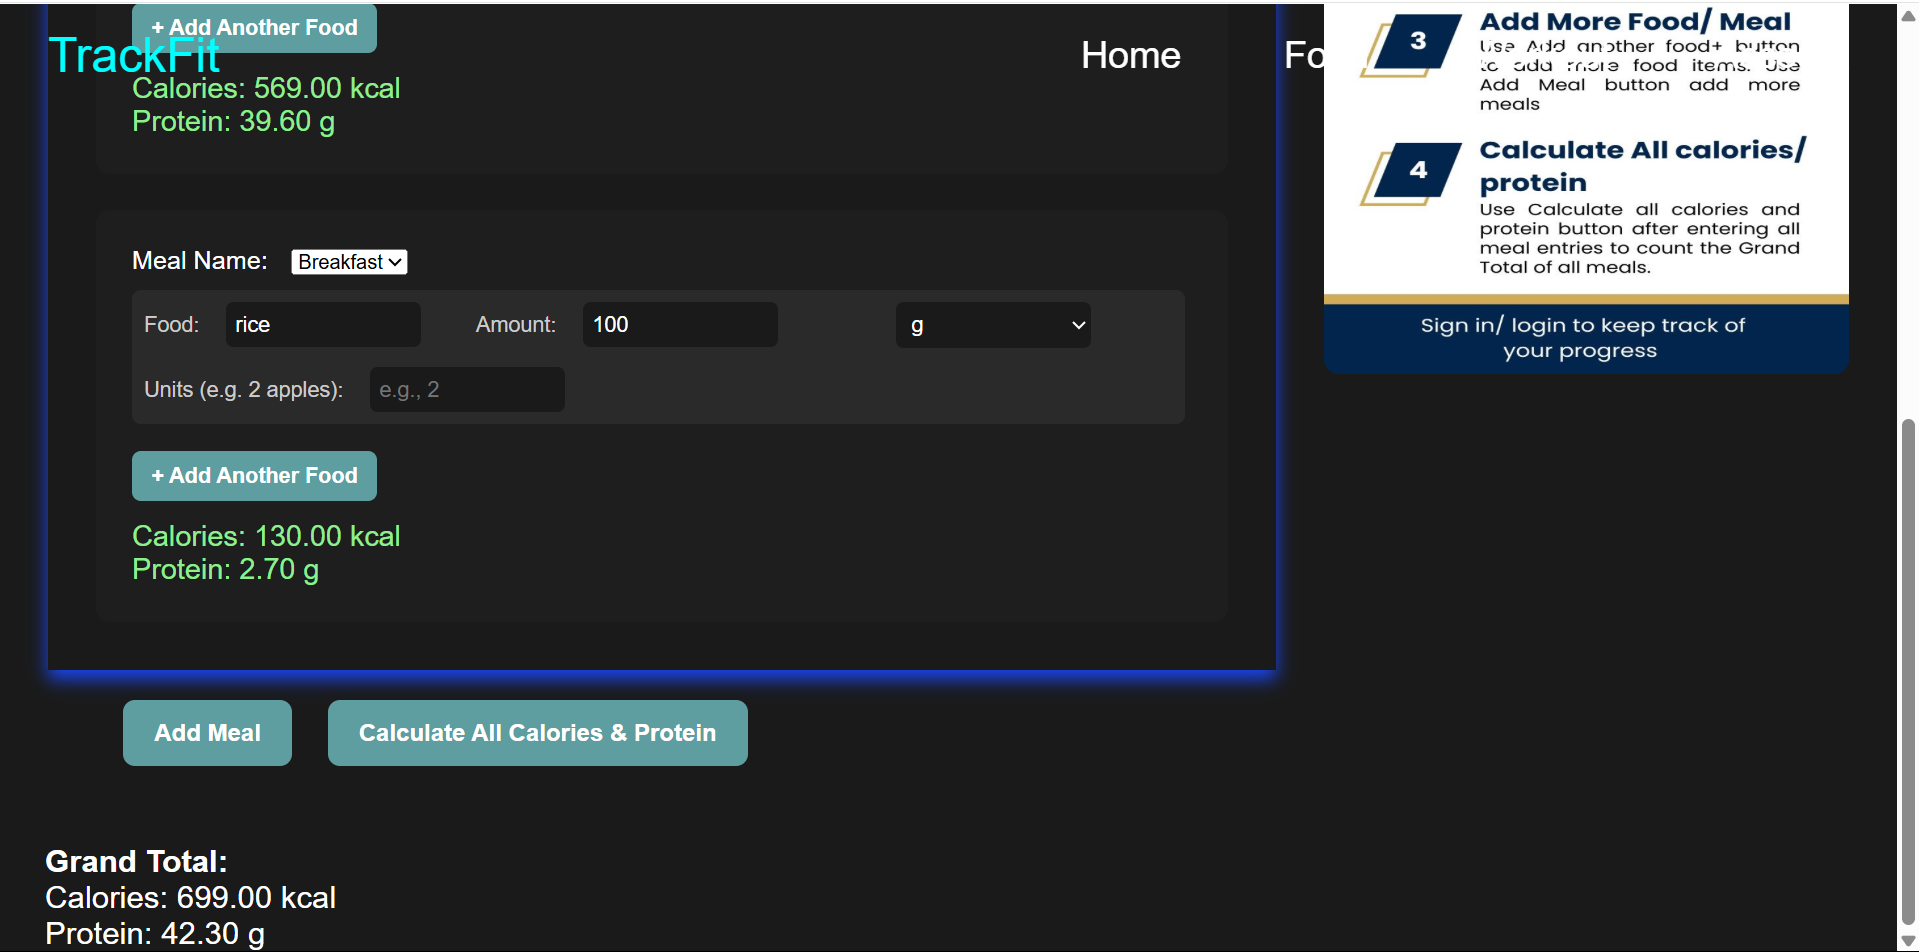 + Add Another Food
TrackFit
Home
Fo
Calories: 569.00 kcal
Protein: 39.60 g
Meal Name: Breakfast
Food: rice Amount: 100 g
Units (e.g. 2 apples): e.g., 2
+ Add Another Food
Calories: 130.00 kcal
Protein: 2.70 g
Add Meal
Calculate All Calories & Protein
Grand Total:
Calories: 699.00 kcal
Protein: 42.30 g
3
Add More Food/ Meal
Use Add another food+ button
to add more food items. Use
Add Meal button add more
meals
4
Calculate All calories/
protein
Use Calculate all calories and
protein button after entering all
meal entries to count the Grand
Total of all meals.
Sign in/ login to keep track of
your progress